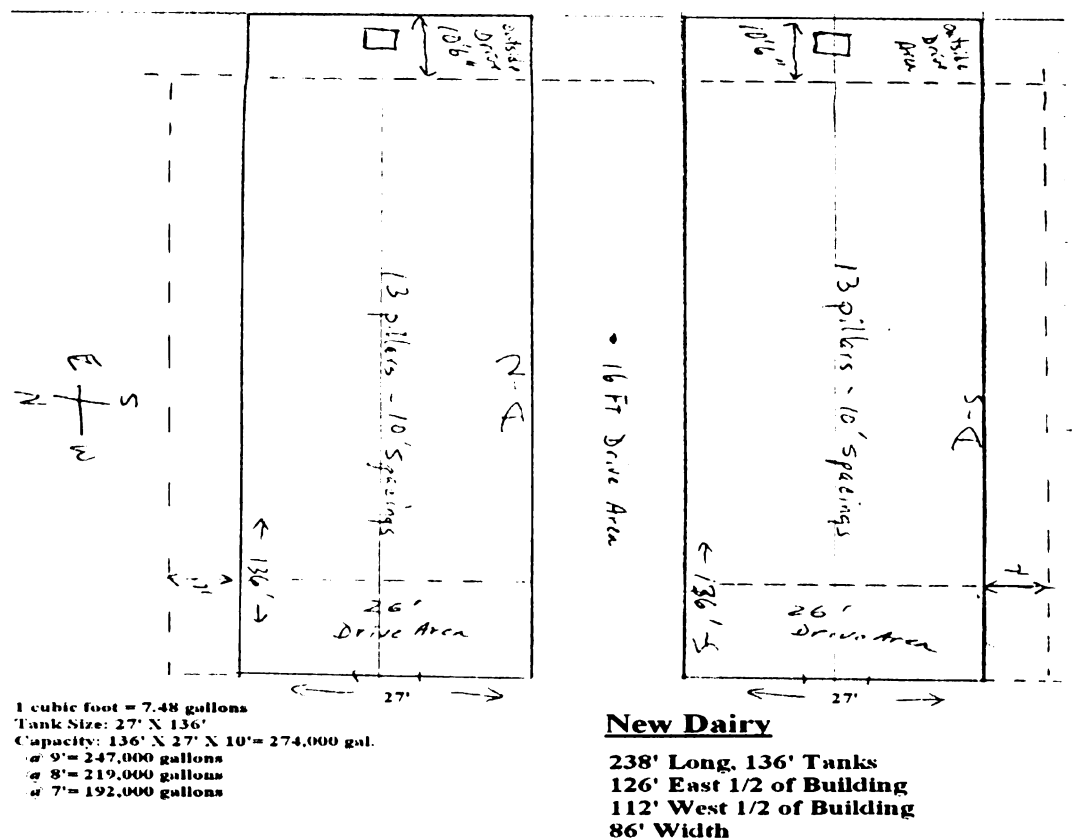 outside
Drive
10'6"
10'6"
outside
Drive
Area
13 pillers - 10' spacings
N-D
• 16 FT Drive Area
13 pillers - 10' spacings
D-S
E
N S
W
← 136' →
7'
26'
Drive Area
27'
← 136' →
26'
Drive Area
27'
1 cubic foot = 7.48 gallons
Tank Size: 27' X 136'
Capacity: 136' X 27' X 10'= 274,000 gal.
@ 9'= 247,000 gallons
@ 8'= 219,000 gallons
@ 7'= 192,000 gallons
New Dairy
238' Long, 136' Tanks
126' East 1/2 of Building
112' West 1/2 of Building
86' Width